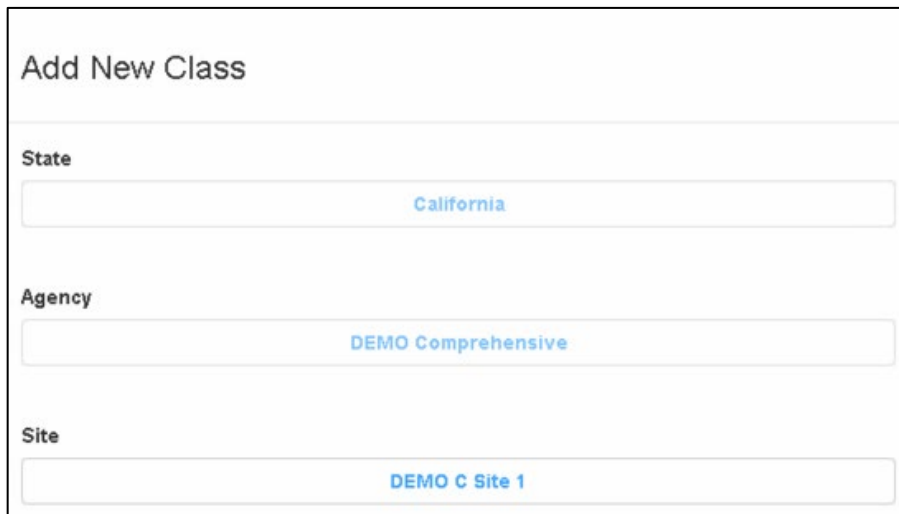 Add New Class
State
California
Agency
DEMO Comprehensive
Site
DEMO C Site 1